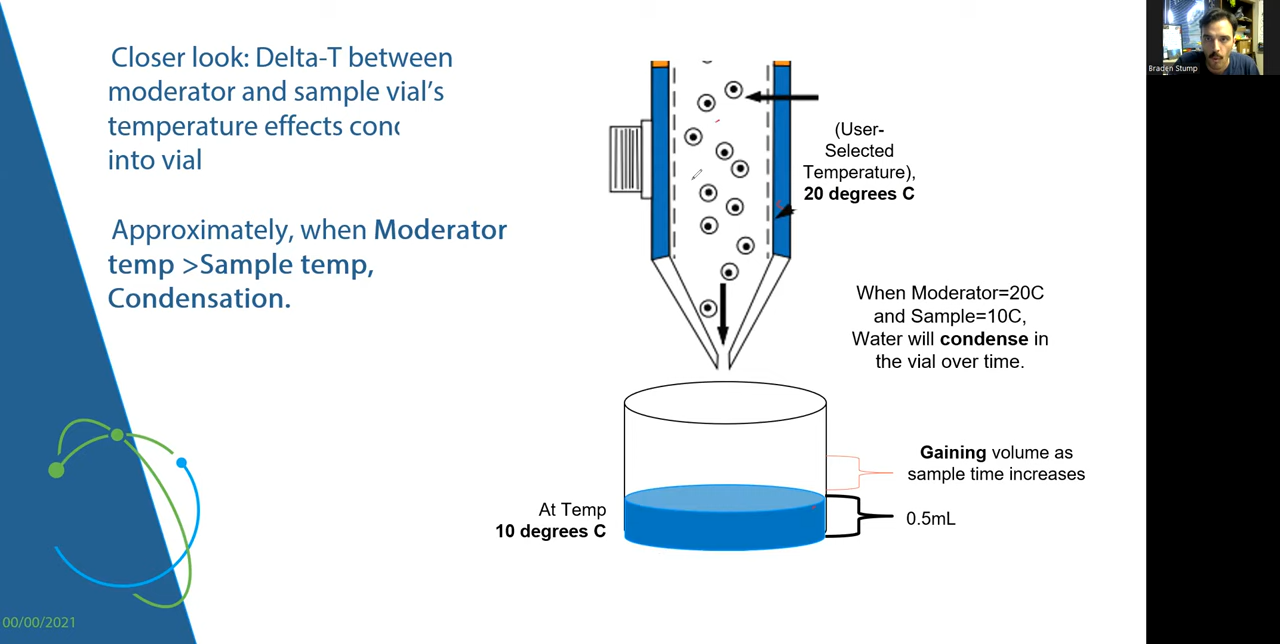 Closer look: Delta-T between
moderator and sample vial's
temperature effects conc
into vial
Approximately, when Moderator
temp >Sample temp,
Condensation.
(User-
Selected
Temperature),
20 degrees C
When Moderator=20C
and Sample=10C,
Water will condense in
the vial over time.
Gaining volume as
sample time increases
At Temp
10 degrees C
0.5mL
00/00/2021
Braden Stump